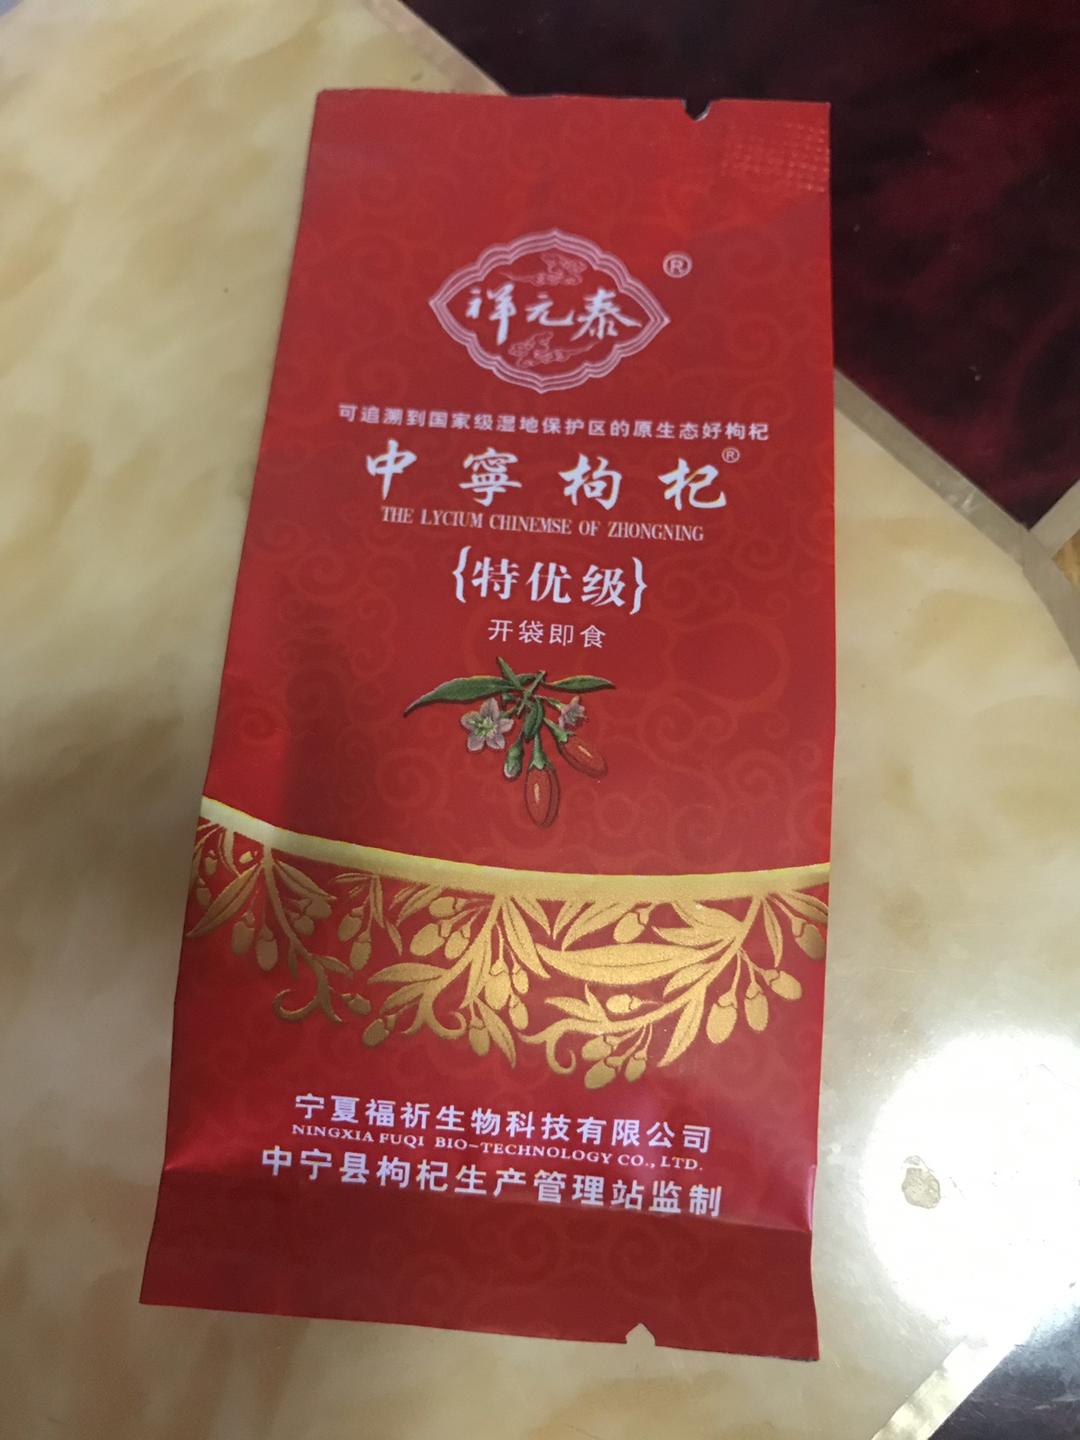 祥元泰®
可追溯到国家级湿地保护区的原生态好枸杞
中寧枸杞®
THE LYCIUM CHINEMSE OF ZHONGNING
{特优级}
开袋即食
宁夏福祈生物科技有限公司
NINGXIA FUQI BIO-TECHNOLOGY CO., LTD.
中宁县枸杞生产管理站监制